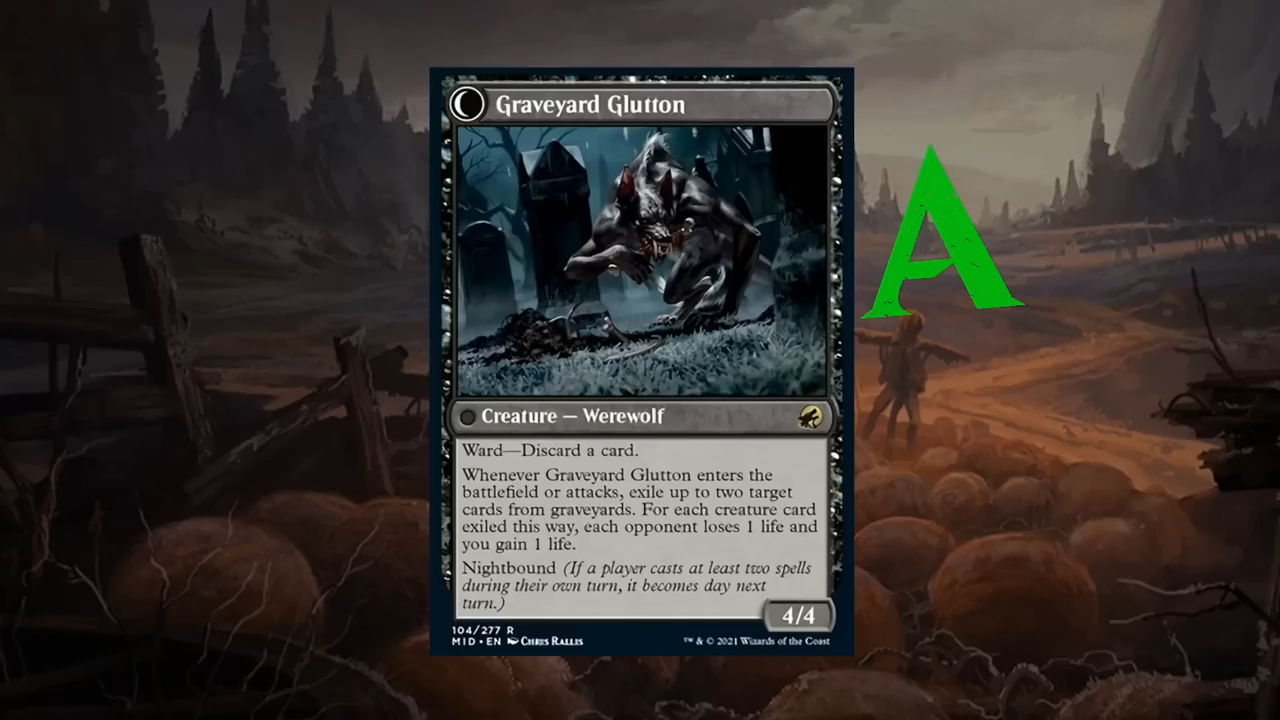 Graveyard Glutton
A
Creature — Werewolf
Ward—Discard a card.
Whenever Graveyard Glutton enters the
battlefield or attacks, exile up to two target
cards from graveyards. For each creature card
exiled this way, each opponent loses 1 life and
you gain 1 life.
Nightbound (If a player casts at least two spells
during their own turn, it becomes day next
turn.)
4/4
104/277 R
MID • EN Chris Rallis
™ & © 2021 Wizards of the Coast